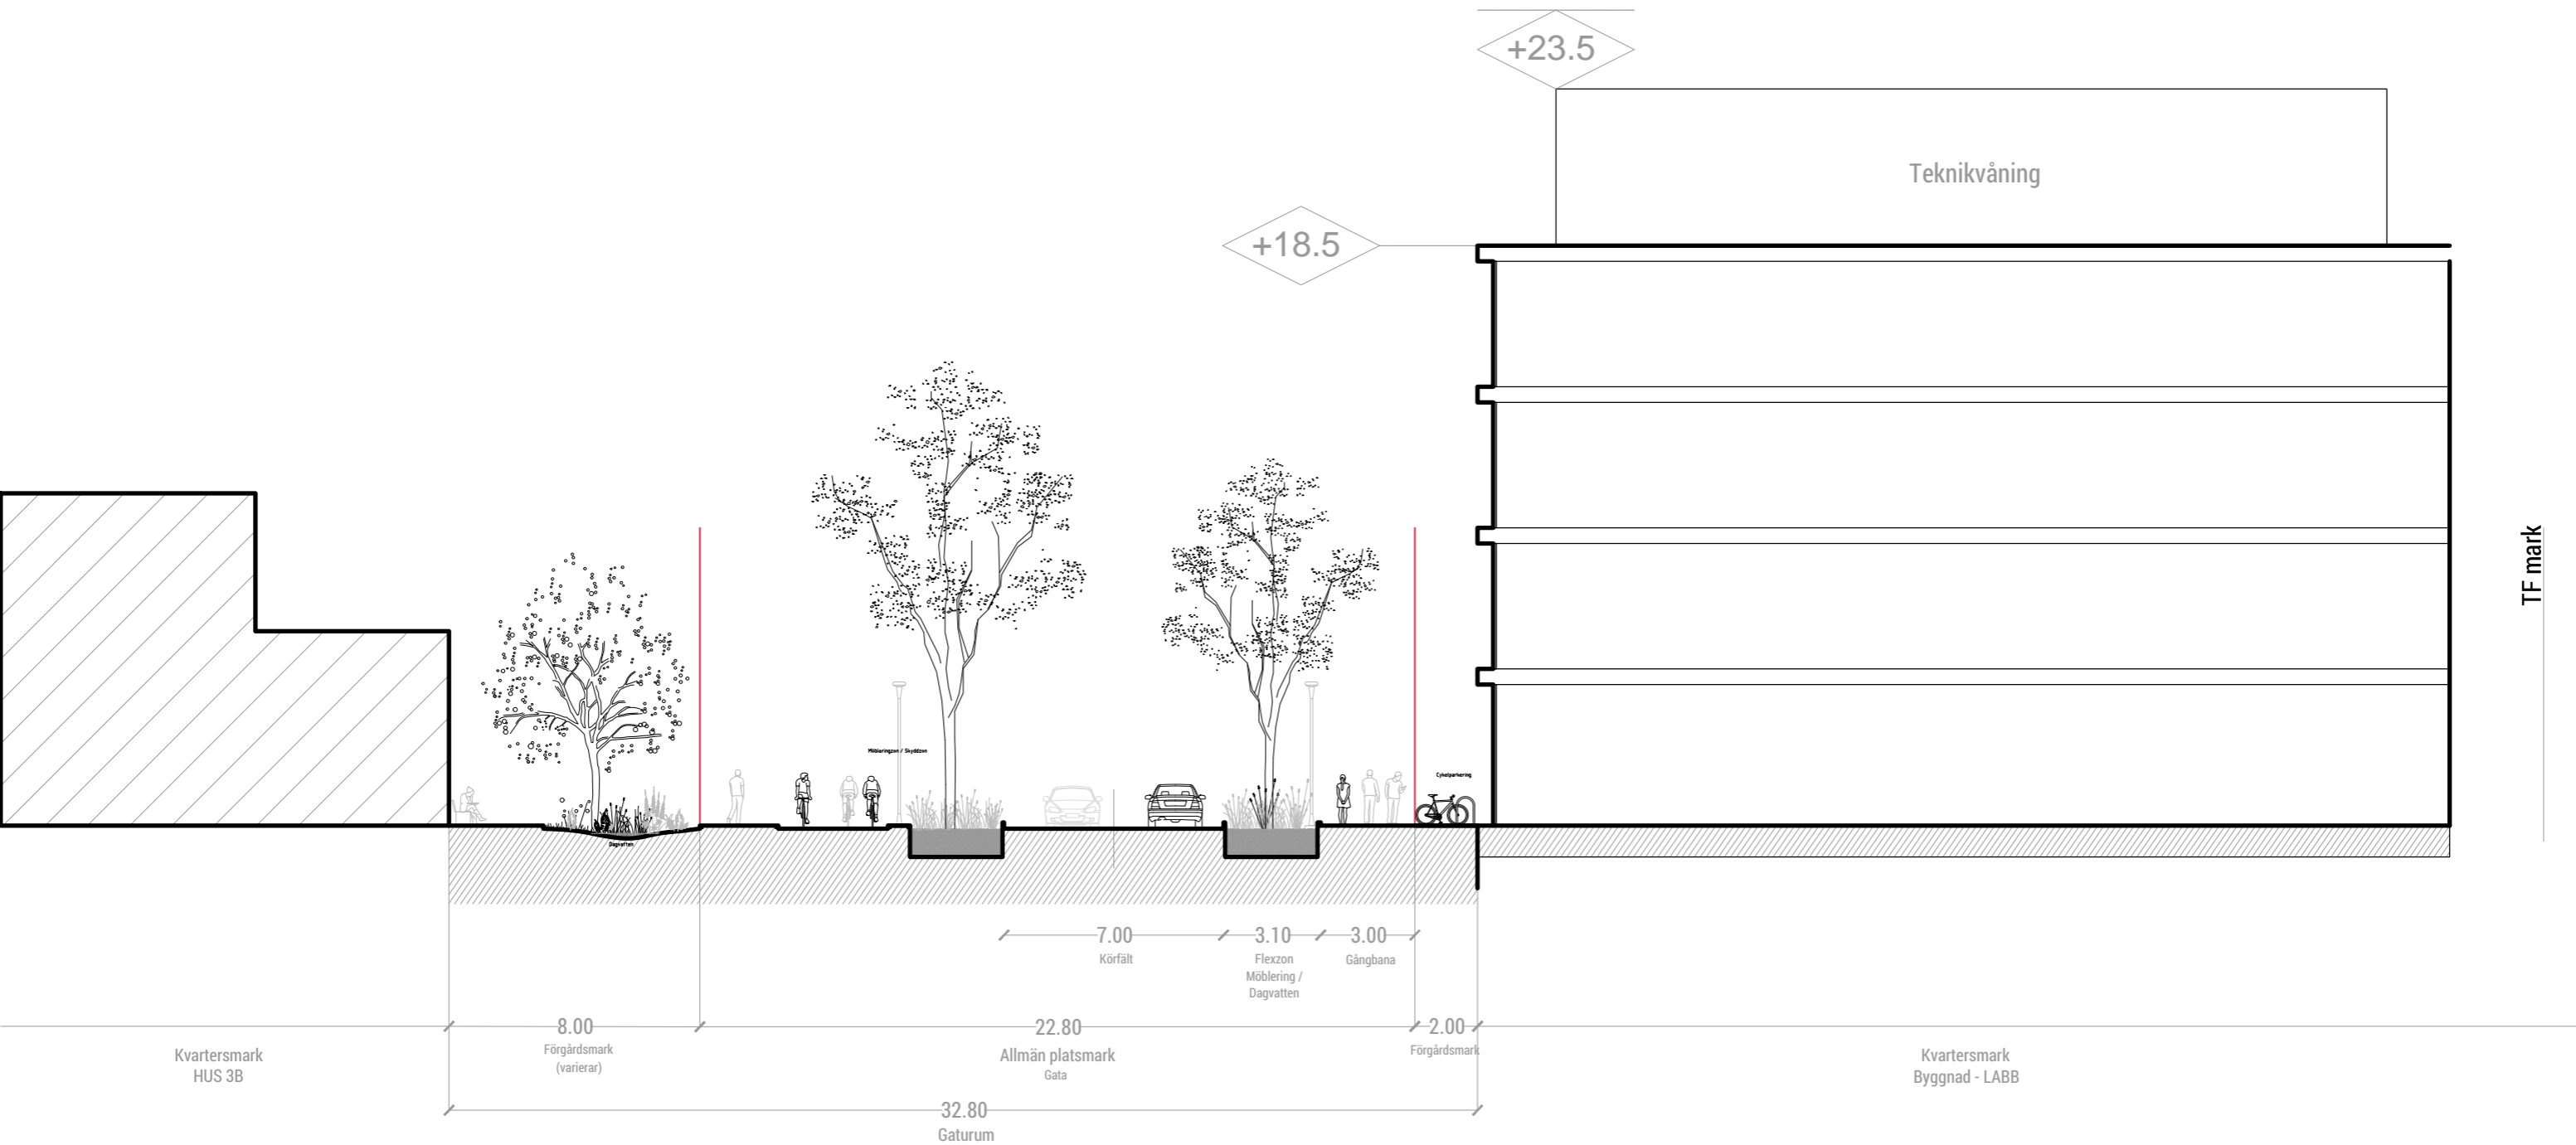 +23.5
Teknikvåning
+18.5
TF mark
Möbleringzon / Skyddzon
Cykelparkering
Dagvatten
7.00
3.10
3.00
Körfält
Flexzon
Möblering /
Dagvatten
Gångbana
8.00
22.80
2.00
Förgårdsmark
(varierar)
Allmän platsmark
Gata
Förgårdsmark
Kvartersmark
HUS 3B
Kvartersmark
Byggnad - LABB
32.80
Gaturum